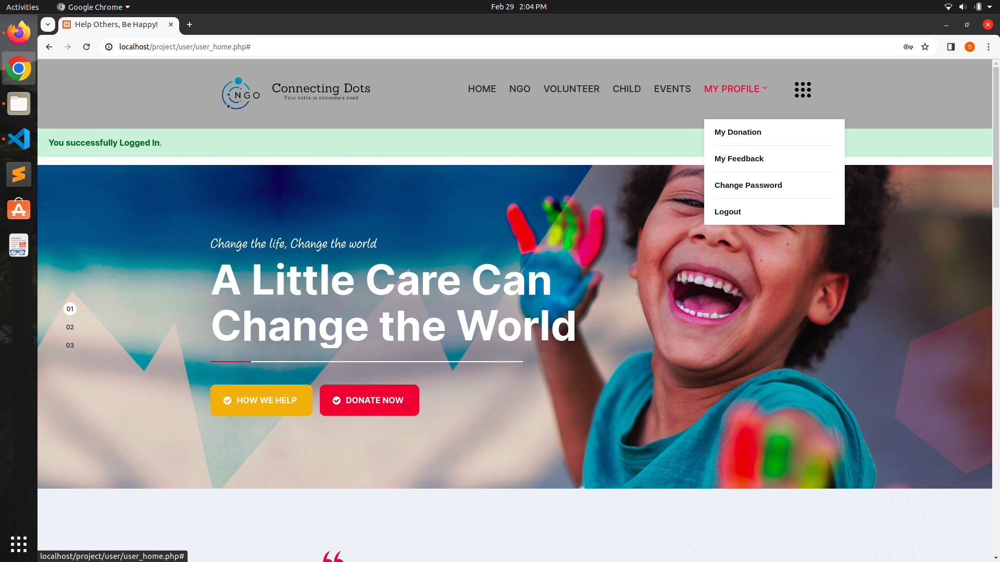 Activities
Google Chrome
Feb 29 2:04 PM
Help Others, Be Happy!
localhost/project/user/user_home.php#
D
NGO
Connecting Dots
Your extra is someone's need
HOME
NGO
VOLUNTEER
CHILD
EVENTS
MY PROFILE
My Donation
My Feedback
Change Password
Logout
You successfully Logged In.
Change the life, Change the world
A Little Care Can
Change the World
01
02
03
HOW WE HELP
DONATE NOW
“
localhost/project/user/user_home.php#